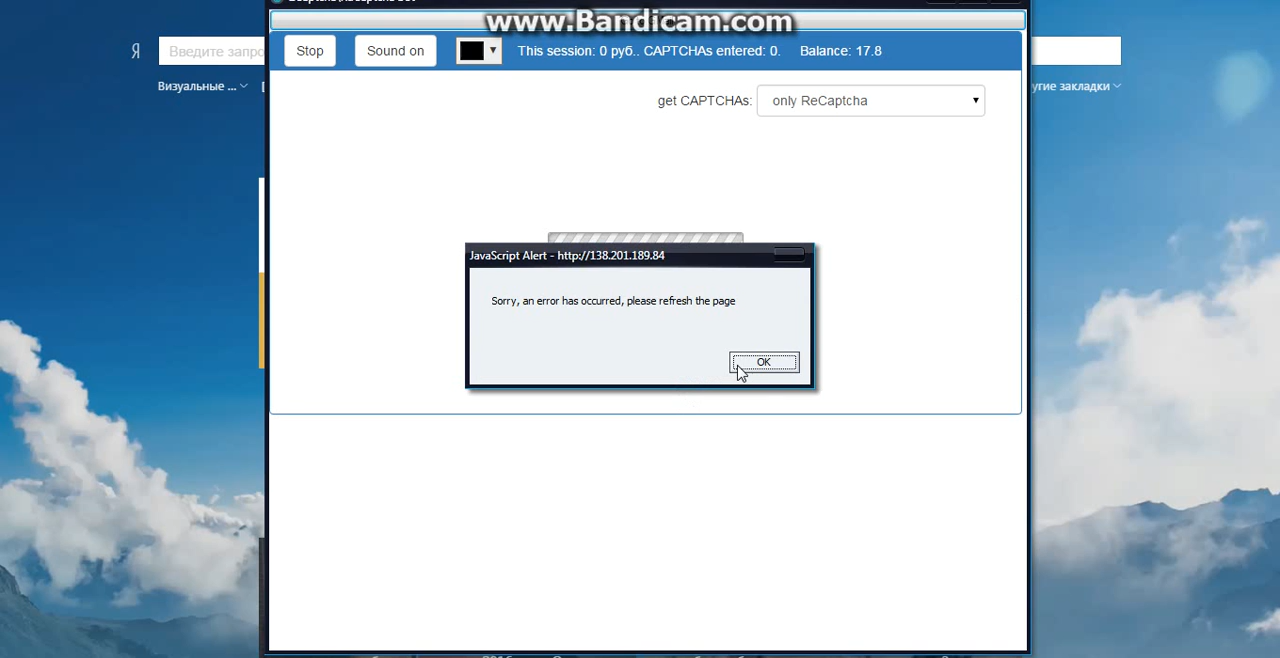 www.Bandicam.com
Я Введите запро
Stop Sound on This session: 0 руб.. CAPTCHAs entered: 0. Balance: 17.8
Визуальные ...
угие закладки
get CAPTCHAs: only ReCaptcha
JavaScript Alert - http://138.201.189.84
Sorry, an error has occurred, please refresh the page
OK